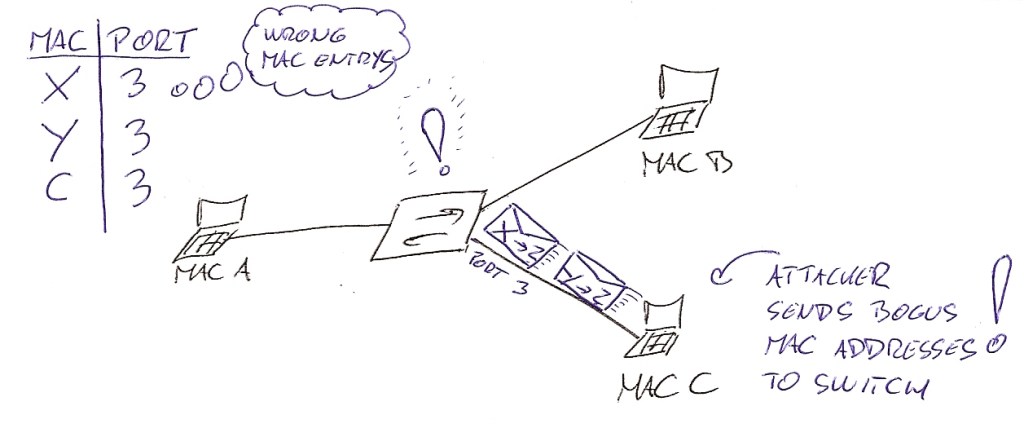 MAC PORT
X 3
Y 3
C 3
WRONG
MAC ENTRYS
!
MAC B
MAC A
X→Z
Y→Z
PORT 3
MAC C
ATTACKER
SENDS BOGUS
MAC ADDRESSES
TO SWITCH
!